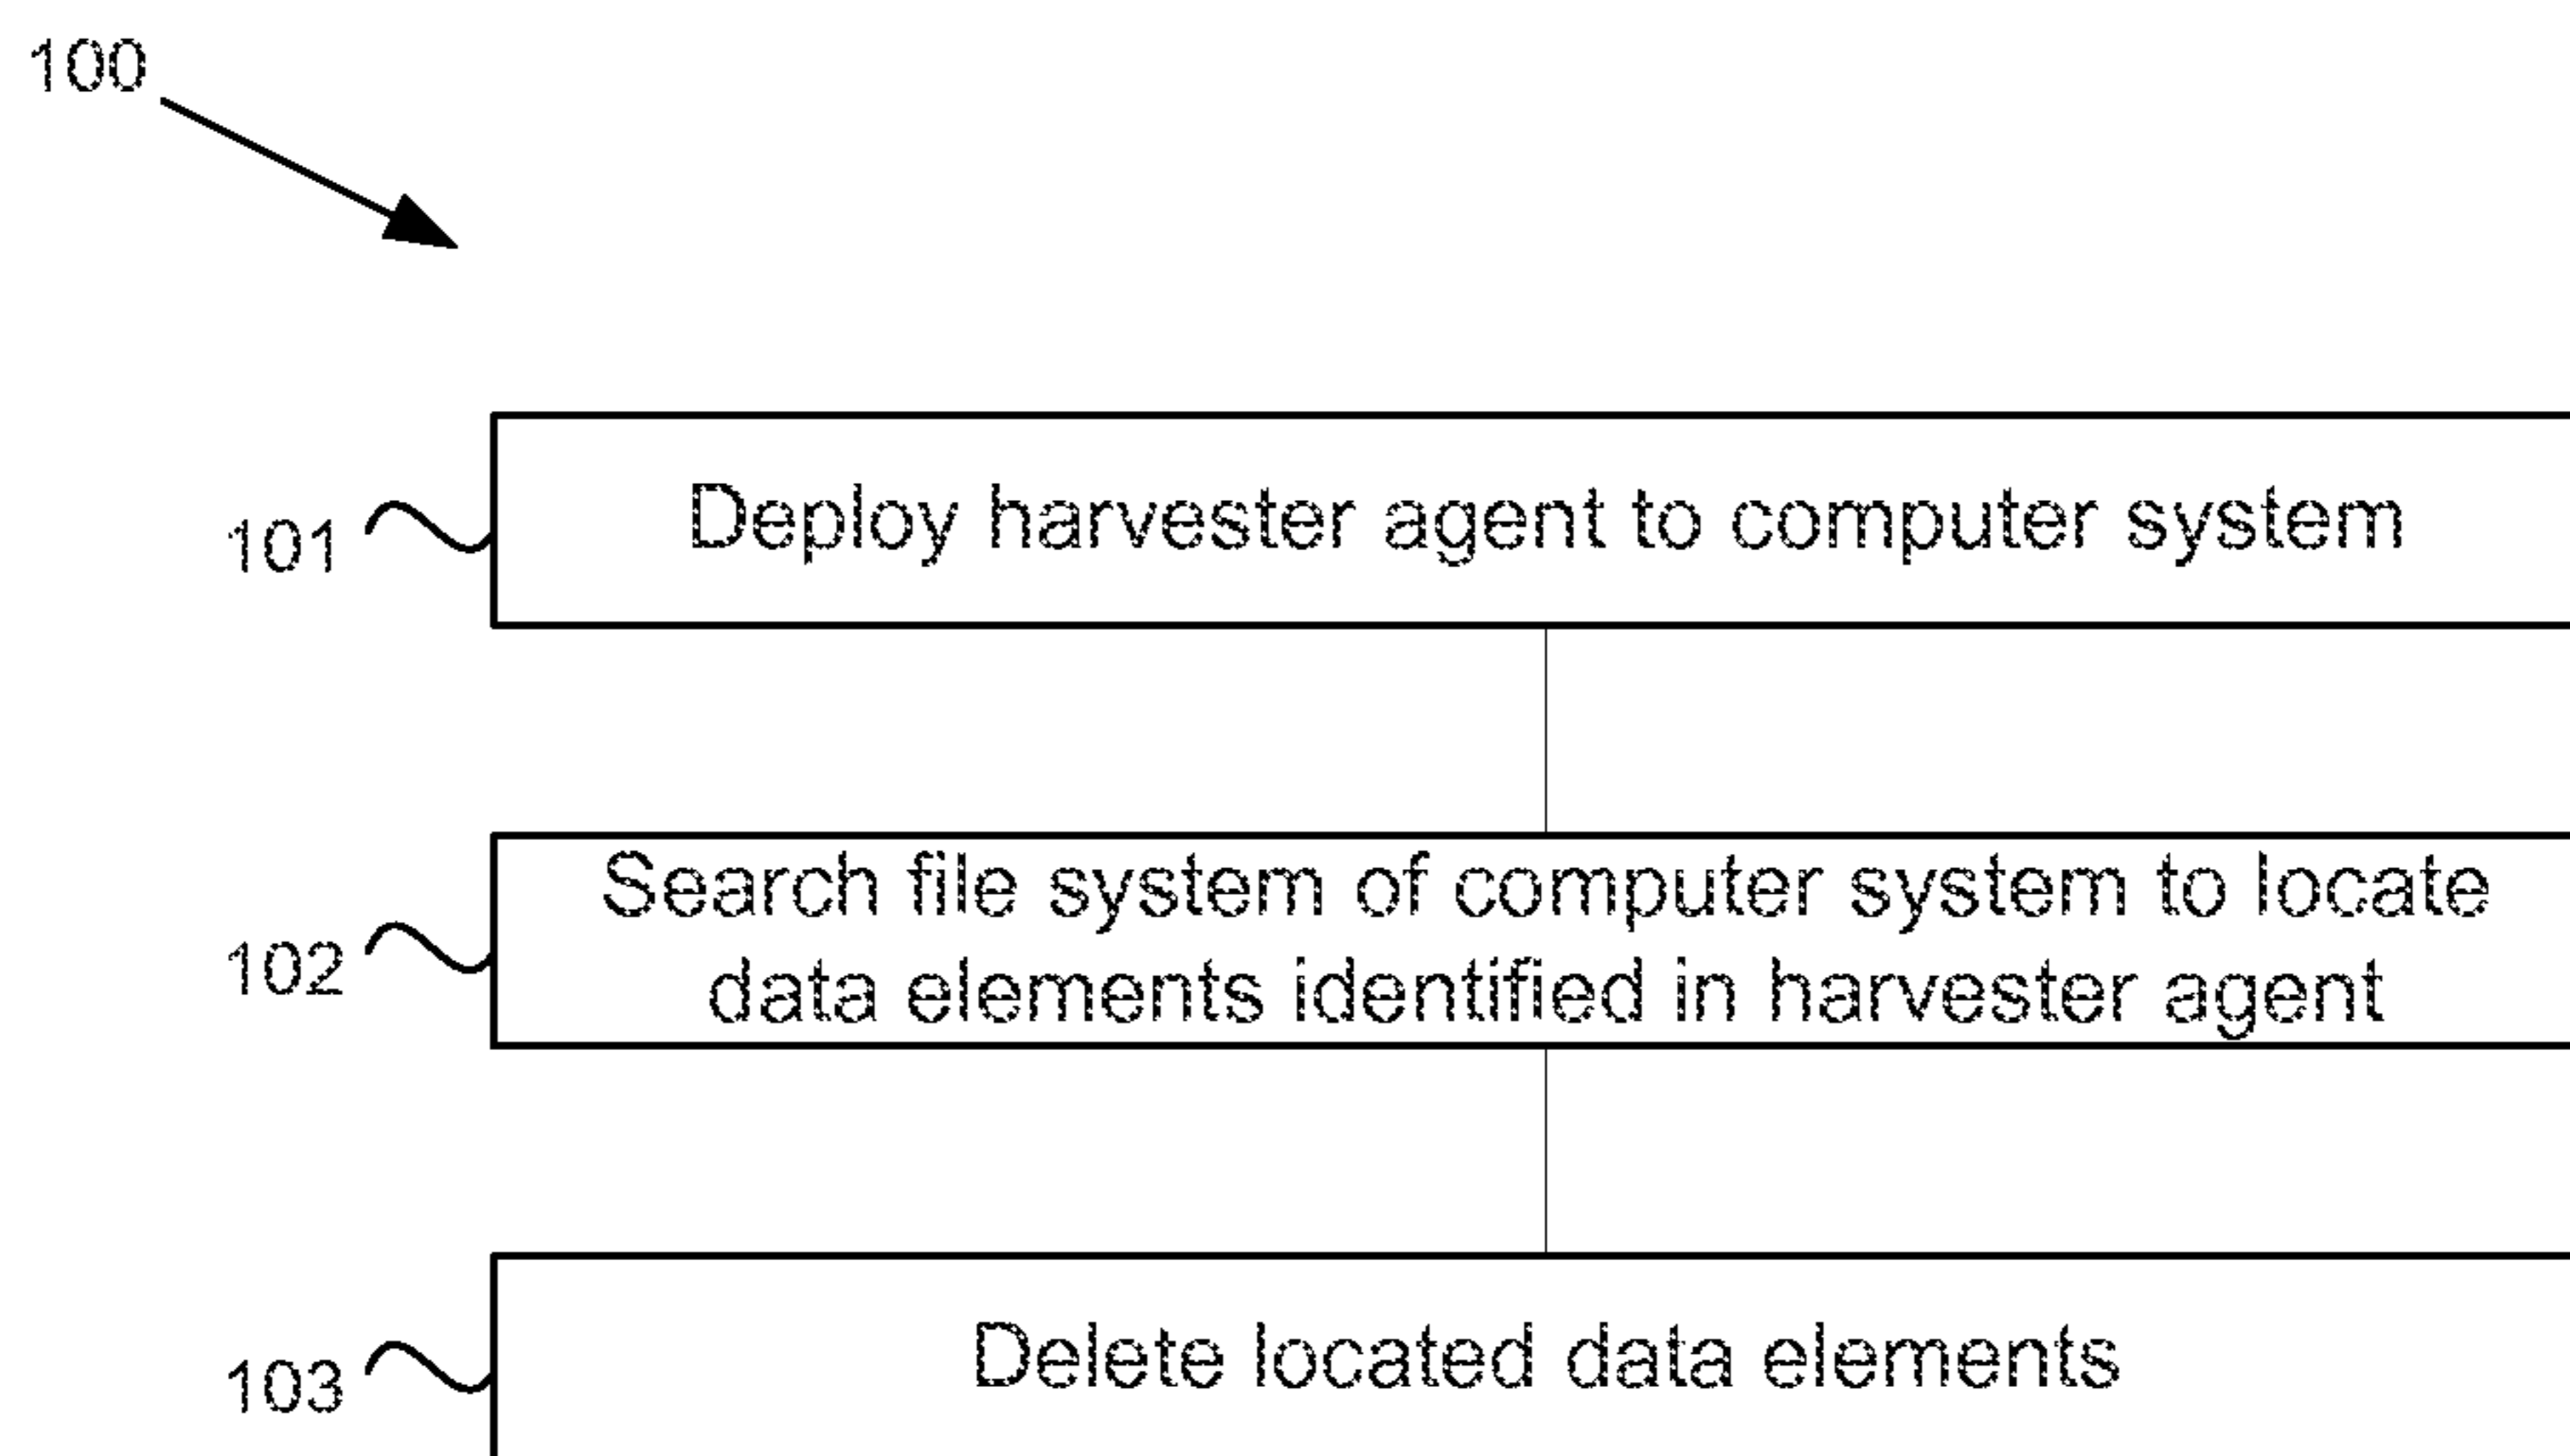 100
101
Deploy harvester agent to computer system
102
Search file system of computer system to locate
data elements identified in harvester agent
103
Delete located data elements